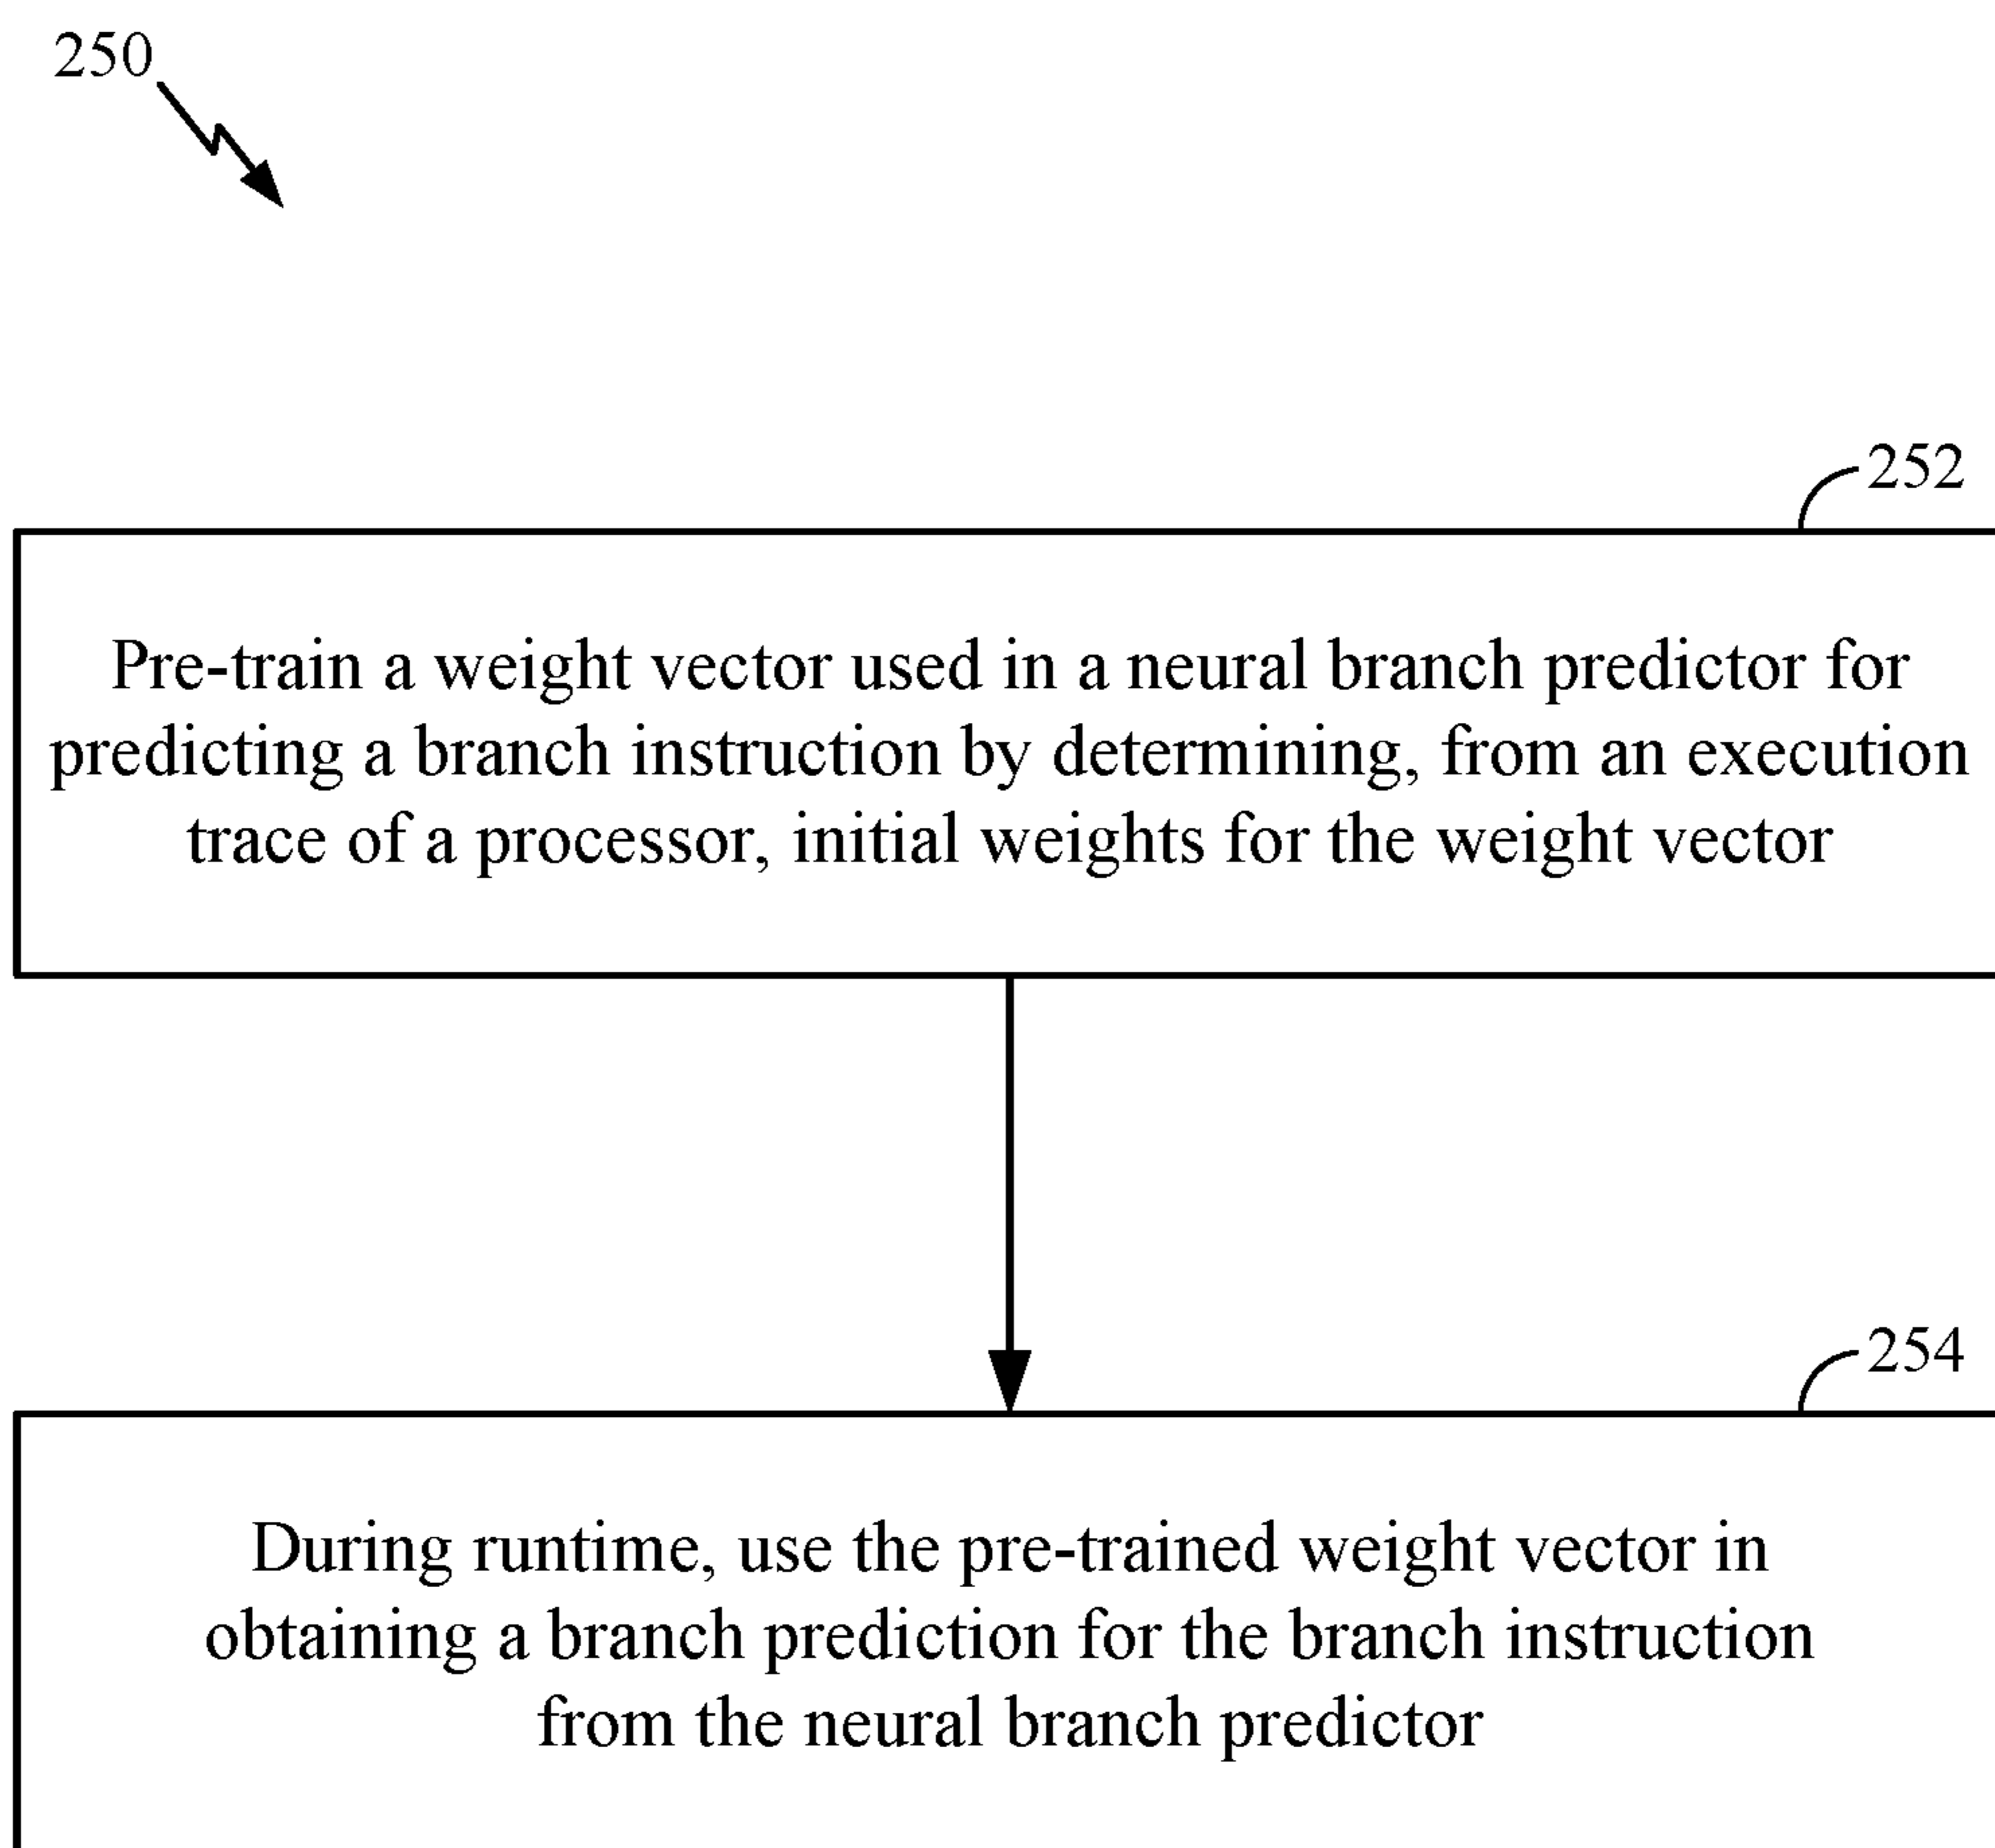 250
252
Pre-train a weight vector used in a neural branch predictor for
predicting a branch instruction by determining, from an execution
trace of a processor, initial weights for the weight vector
254
During runtime, use the pre-trained weight vector in
obtaining a branch prediction for the branch instruction
from the neural branch predictor